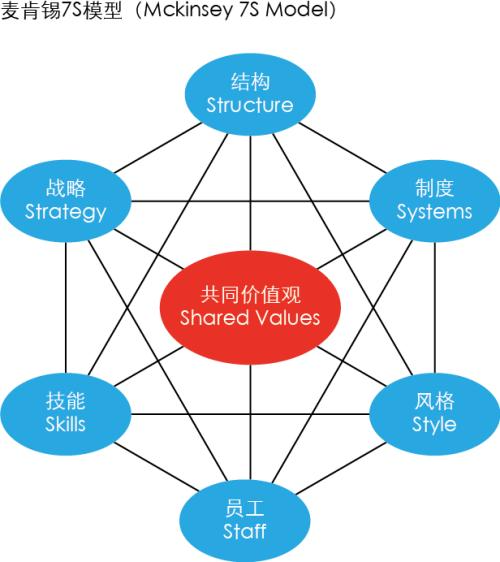 麦肯锡7S模型（Mckinsey 7S Model）
结构
Structure
战略
Strategy
制度
Systems
共同价值观
Shared Values
技能
Skills
风格
Style
员工
Staff